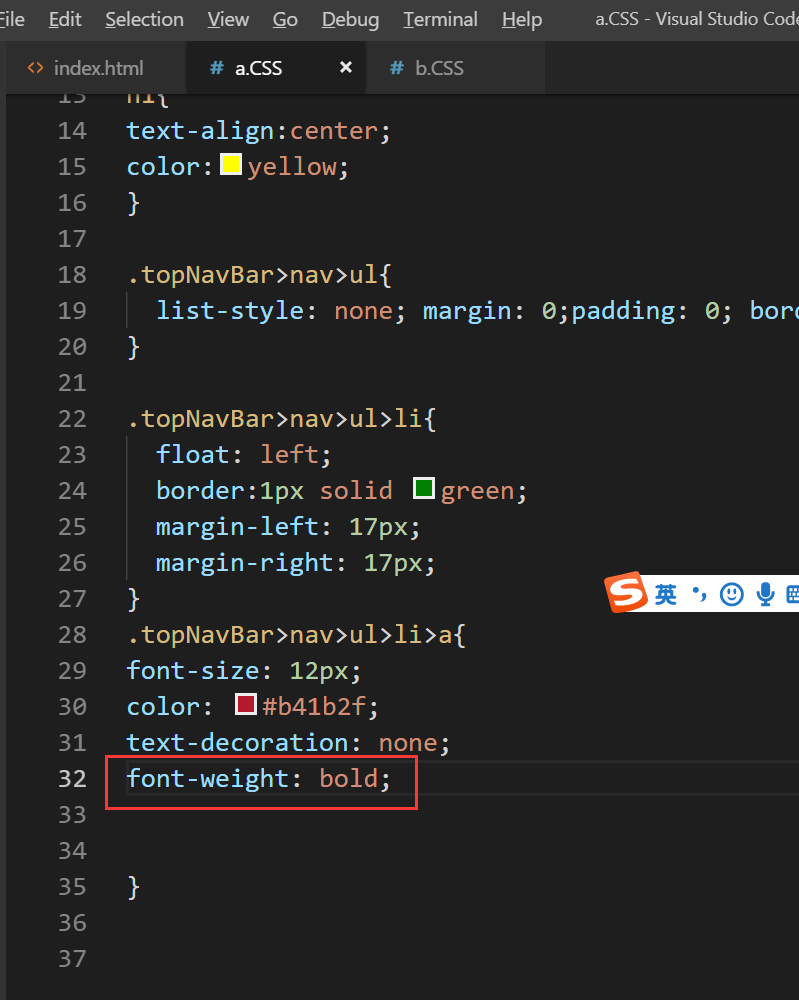 File Edit Selection View Go Debug Terminal Help a.CSS - Visual Studio Code
index.html # a.CSS × # b.CSS
13 h1{
14 text-align:center;
15 color:yellow;
16 }
17
18 .topNavBar>nav>ul{
19 list-style: none; margin: 0;padding: 0; bord
20 }
21
22 .topNavBar>nav>ul>li{
23 float: left;
24 border:1px solid green;
25 margin-left: 17px;
26 margin-right: 17px;
英
27 }
28 .topNavBar>nav>ul>li>a{
29 font-size: 12px;
30 color: #b41b2f;
31 text-decoration: none;
32 font-weight: bold;
33
34
35 }
36
37